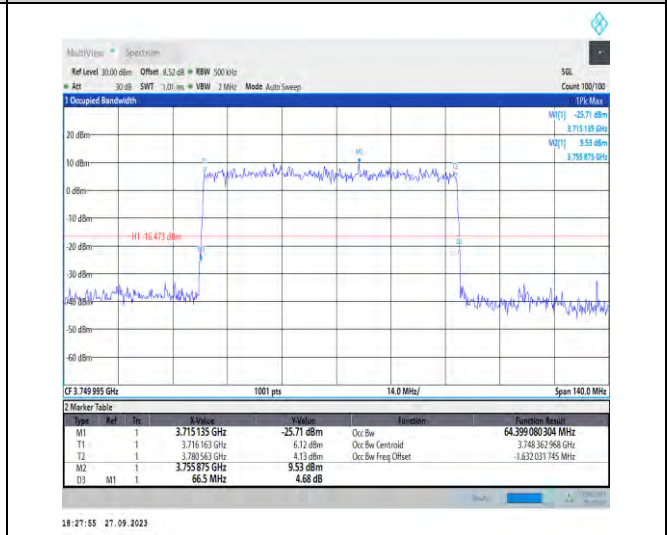 MultiView Spectrum
Ref Level 30.00 dBm Offset 8.52 dB RBW 500 kHz SGL
Att 30 dB SWT 1.01 ms VBW 2 MHz Mode Auto Sweep Count 100/100
1 Occupied Bandwidth 1Pk Max
M1[1] -25.71 dBm
3.715 135 GHz
M2[1] 9.53 dBm
3.755 875 GHz
20 dBm
10 dBm
0 dBm
-10 dBm
-20 dBm
-30 dBm
-40 dBm
-50 dBm
-60 dBm
H1 -16.473 dBm
M2
T1
T2
M1
D3
CF 3.749 995 GHz 1001 pts 14.0 MHz/ Span 140.0 MHz
2 Marker Table
Type Ref Trc X-Value Y-Value Function Function Result
M1 1 3.715 135 GHz -25.71 dBm Occ Bw 64.399 080 304 MHz
T1 1 3.716 163 GHz 6.12 dBm Occ Bw Centroid 3.748 362 968 GHz
T2 1 3.780 563 GHz 4.13 dBm Occ Bw Freq Offset -1.632 031 745 MHz
M2 1 3.755 875 GHz 9.53 dBm
D3 M1 1 66.5 MHz 4.68 dB
18:27:55 27.09.2023